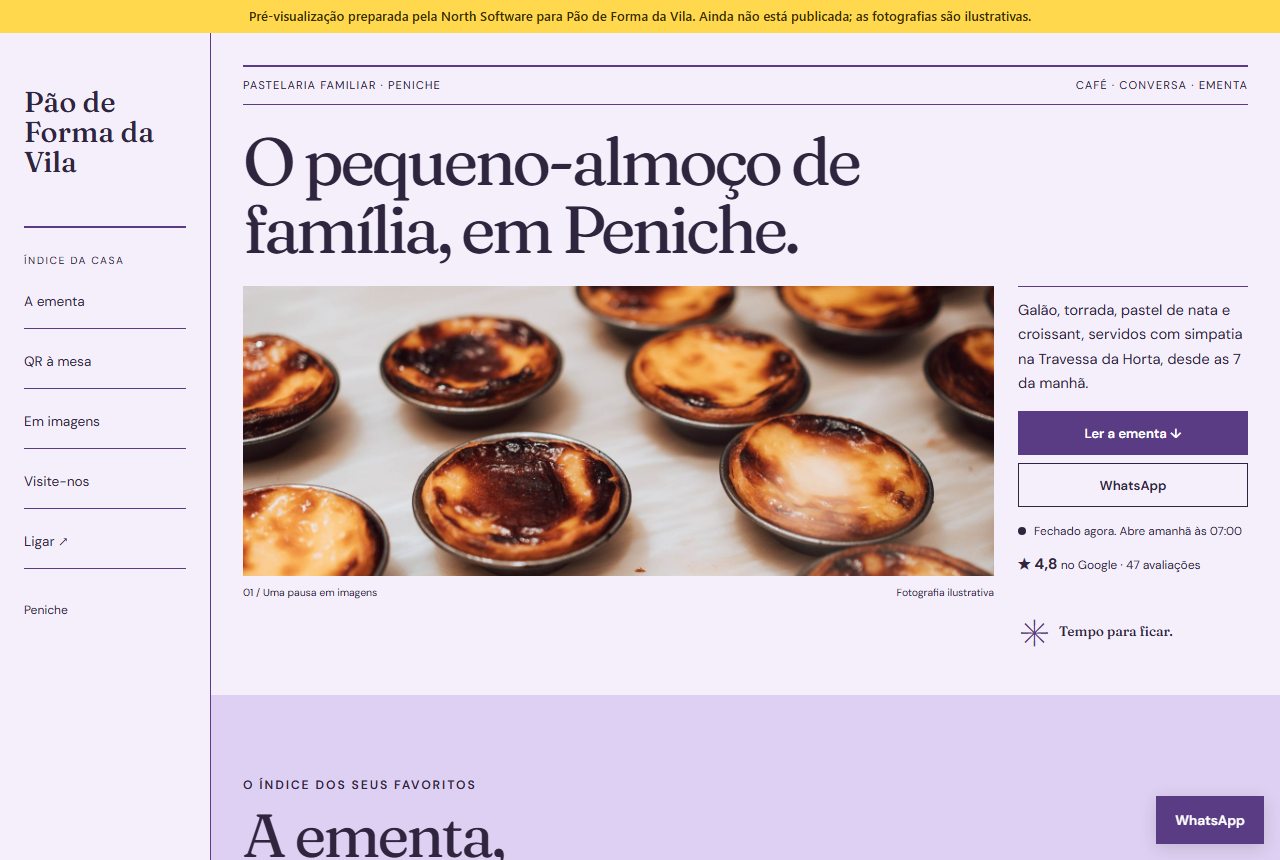 Pré-visualização preparada pela North Software para Pão de Forma da Vila. Ainda não está publicada; as fotografias são ilustrativas.
Pão de
Forma da
Vila
ÍNDICE DA CASA
A ementa
QR à mesa
Em imagens
Visite-nos
Ligar ↗
Peniche
PASTELARIA FAMILIAR · PENICHE
CAFÉ · CONVERSA · EMENTA
O pequeno-almoço de
família, em Peniche.
01 / Uma pausa em imagens
Fotografia ilustrativa
Galão, torrada, pastel de nata e
croissant, servidos com simpatia
na Travessa da Horta, desde as 7
da manhã.
Ler a ementa ↓
WhatsApp
Fechado agora. Abre amanhã às 07:00
★ 4,8 no Google · 47 avaliações
Tempo para ficar.
O ÍNDICE DOS SEUS FAVORITOS
A ementa,
WhatsApp